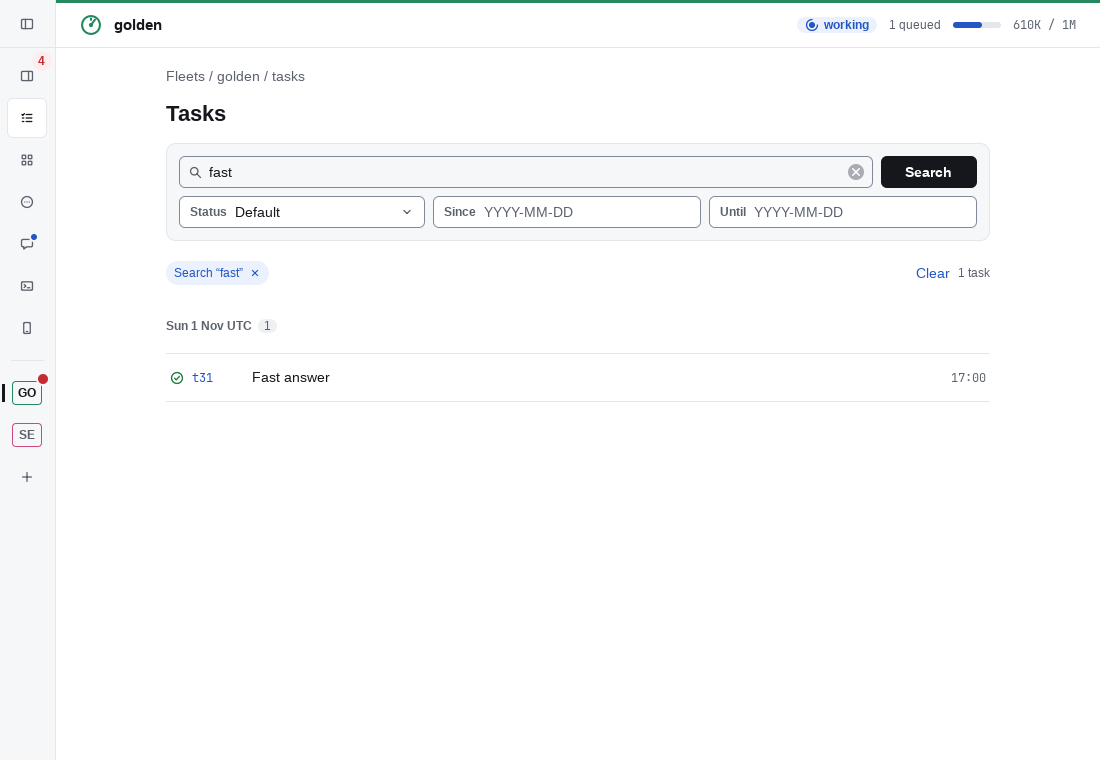 golden
working
1 queued
610K / 1M
4
Fleets / golden / tasks
Tasks
fast
Search
Status Default
Since YYYY-MM-DD
Until YYYY-MM-DD
Search “fast” ×
Clear 1 task
Sun 1 Nov UTC 1
t31 Fast answer 17:00
GO
SE